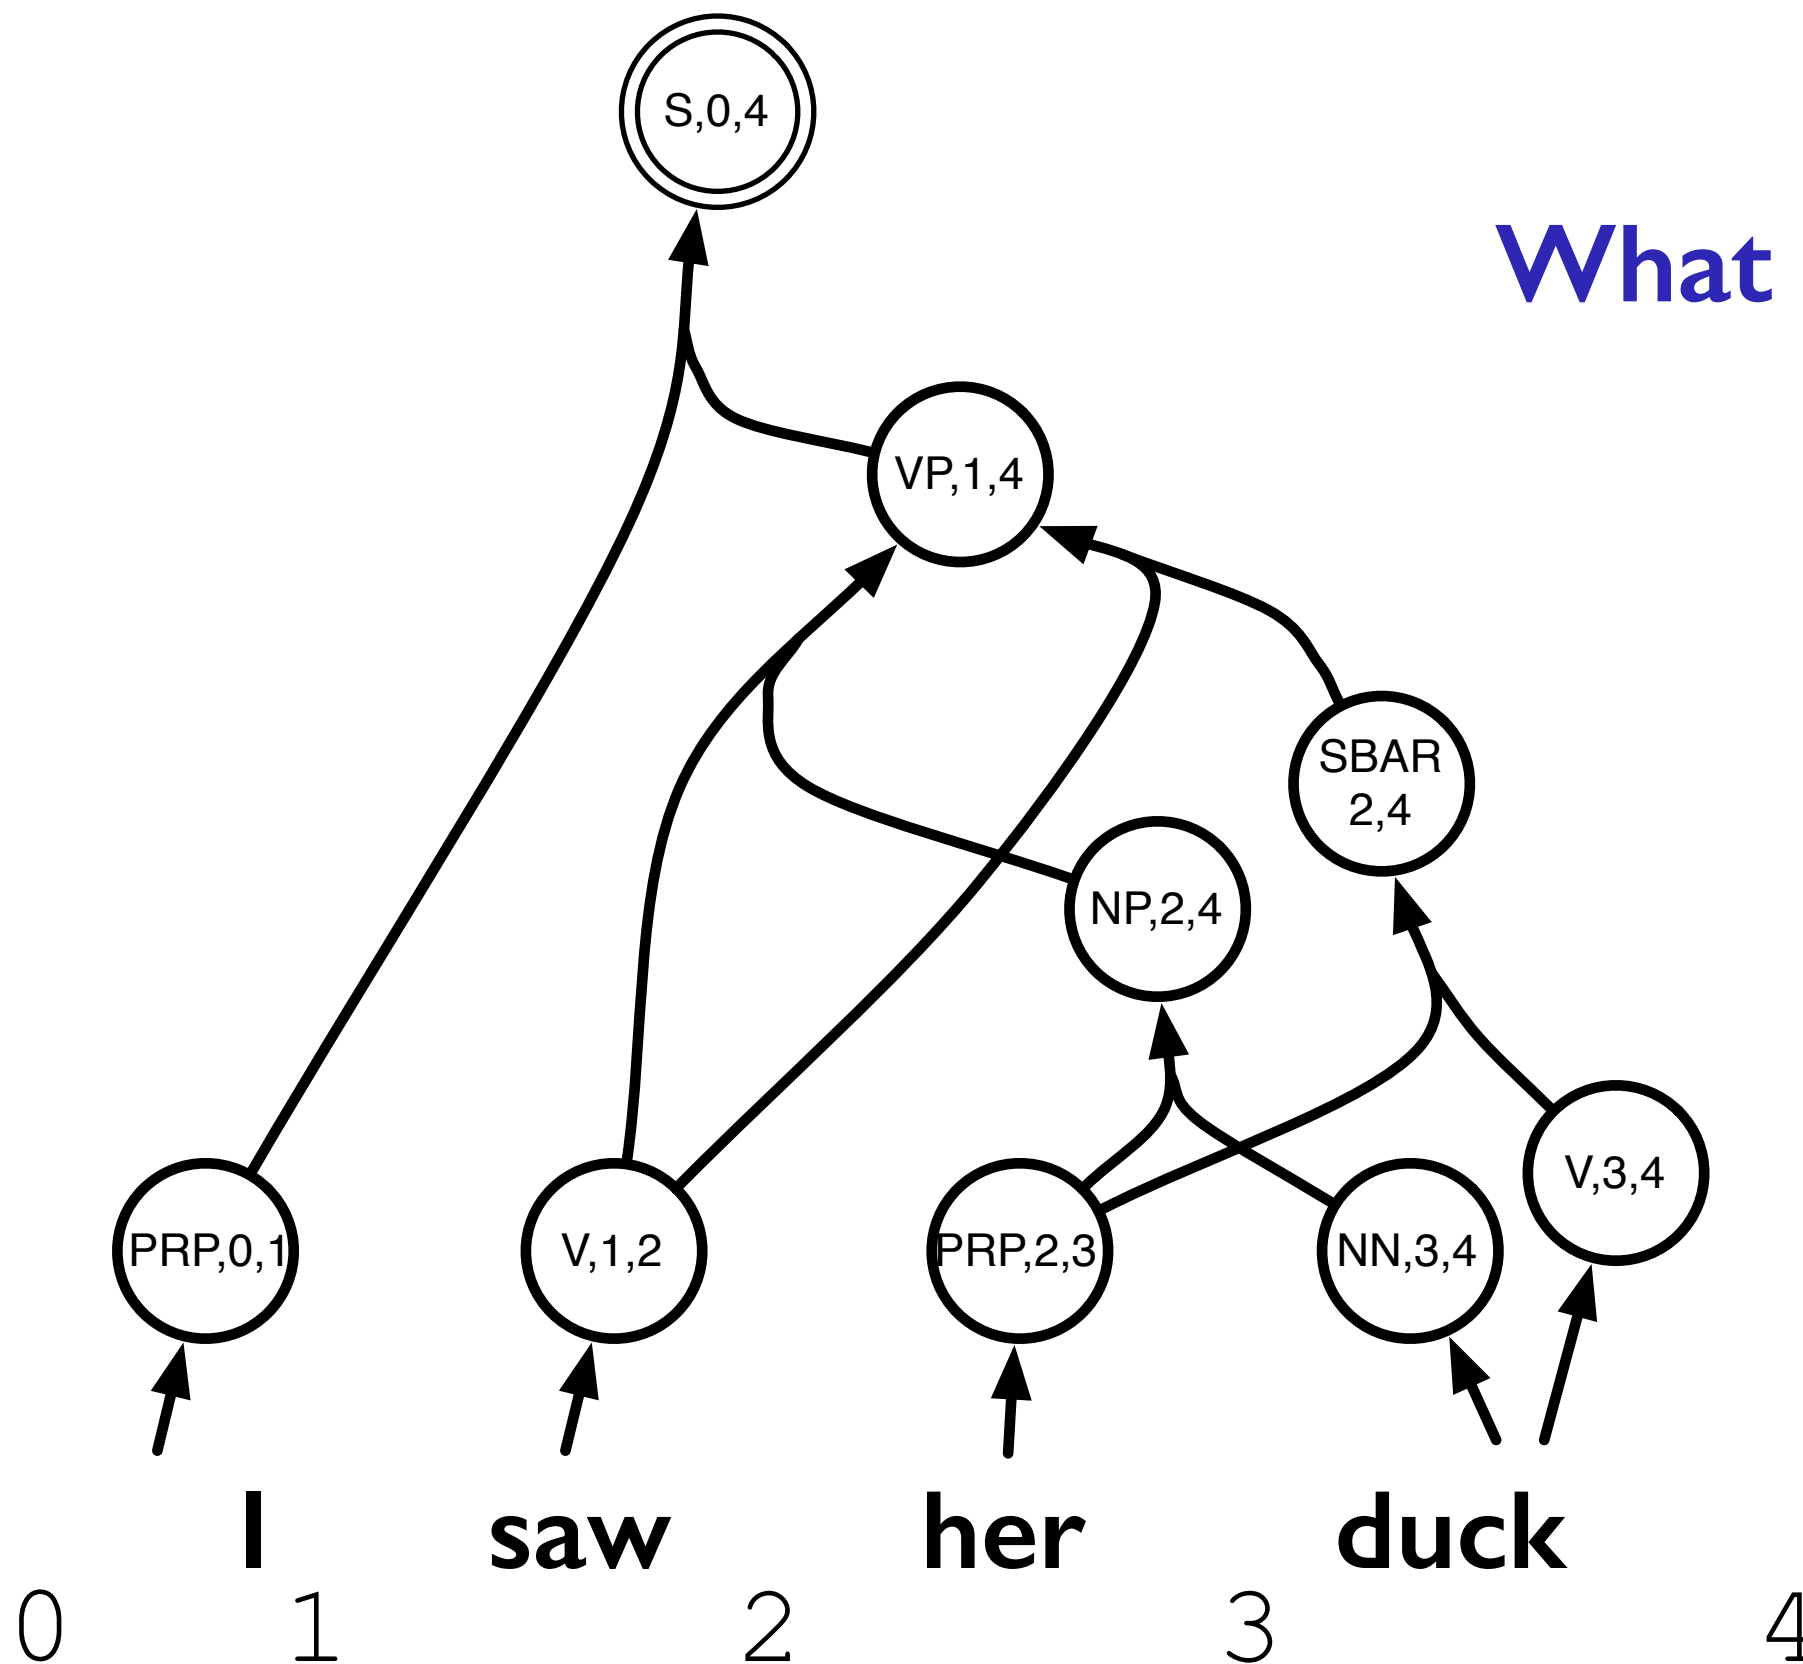 S,0,4
What
VP,1,4
SBAR
2,4
NP,2,4
V,3,4
PRP,0,1
V,1,2
PRP,2,3
NN,3,4
I saw her duck
0 1 2 3 4